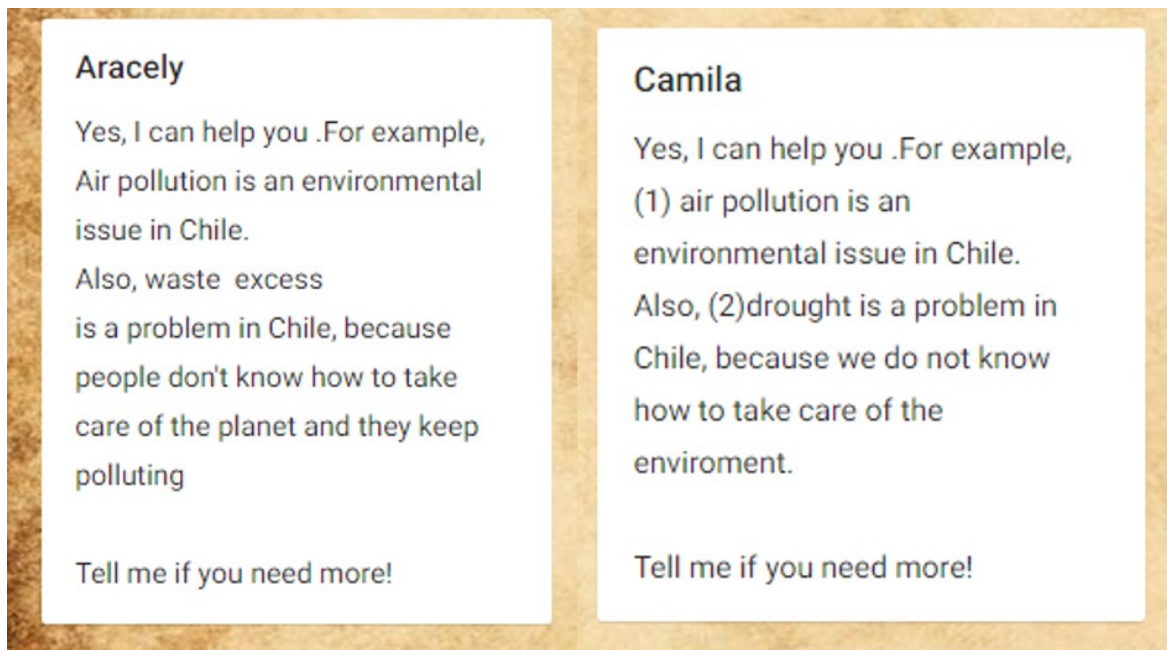 Aracely
Yes, I can help you .For example,
Air pollution is an environmental
issue in Chile.
Also, waste  excess
is a problem in Chile, because
people don't know how to take
care of the planet and they keep
polluting
Tell me if you need more!
Camila
Yes, I can help you .For example,
(1) air pollution is an
environmental issue in Chile.
Also, (2)drought is a problem in
Chile, because we do not know
how to take care of the
enviroment.
Tell me if you need more!